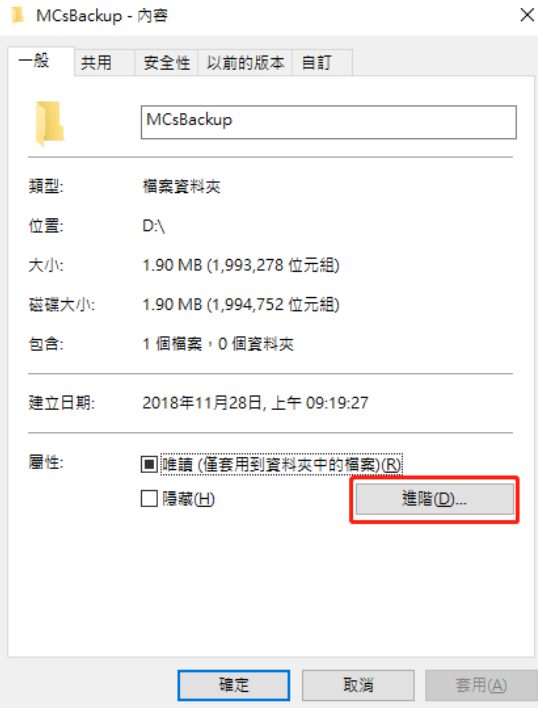 MCsBackup - 內容
一般 共用 安全性 以前的版本 自訂
MCsBackup
類型: 檔案資料夾
位置: D:\
大小: 1.90 MB (1,993,278 位元組)
磁碟大小: 1.90 MB (1,994,752 位元組)
包含: 1 個檔案，0 個資料夾
建立日期: 2018年11月28日, 上午 09:19:27
屬性: 唯讀 (僅套用到資料夾中的檔案)(R)
隱藏(H) 進階(D)...
確定 取消 套用(A)